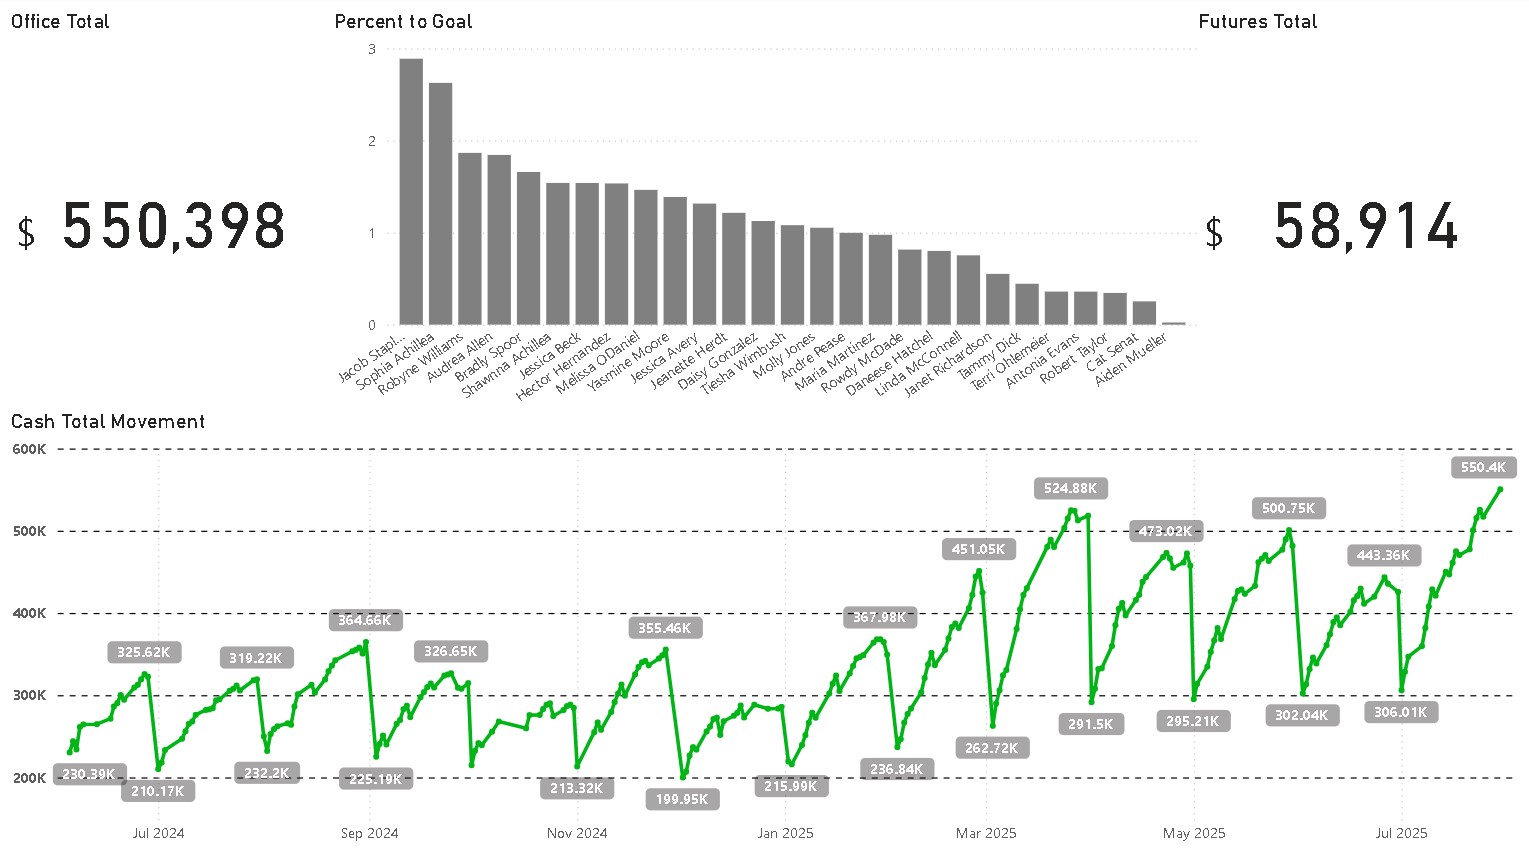 Office Total
Percent to Goal
Futures Total
3
2
1
0
$ 550,398
$ 58,914
Jacob Stapl...
Sophia Achillea
Robyne Williams
Audrea Allen
Bradly Spoor
Shawnna Achillea
Jessica Beck
Hector Hernandez
Melissa ODaniel
Yasmine Moore
Jessica Avery
Jeanette Herdt
Daisy Gonzalez
Tiesha Wimbush
Molly Jones
Andre Pease
Maria Martinez
Rowdy McDade
Daneese Hatchel
Linda McConnell
Janet Richardson
Tammy Dick
Terri Ohlemeier
Antonia Evans
Robert Taylor
Cat Senat
Aiden Mueller
Cash Total Movement
600K
500K
400K
300K
200K
230.39K
325.62K
210.17K
319.22K
232.2K
364.66K
225.19K
326.65K
213.32K
355.46K
199.95K
215.99K
367.98K
236.84K
451.05K
262.72K
524.88K
291.5K
473.02K
295.21K
500.75K
302.04K
443.36K
306.01K
550.4K
Jul 2024
Sep 2024
Nov 2024
Jan 2025
Mar 2025
May 2025
Jul 2025